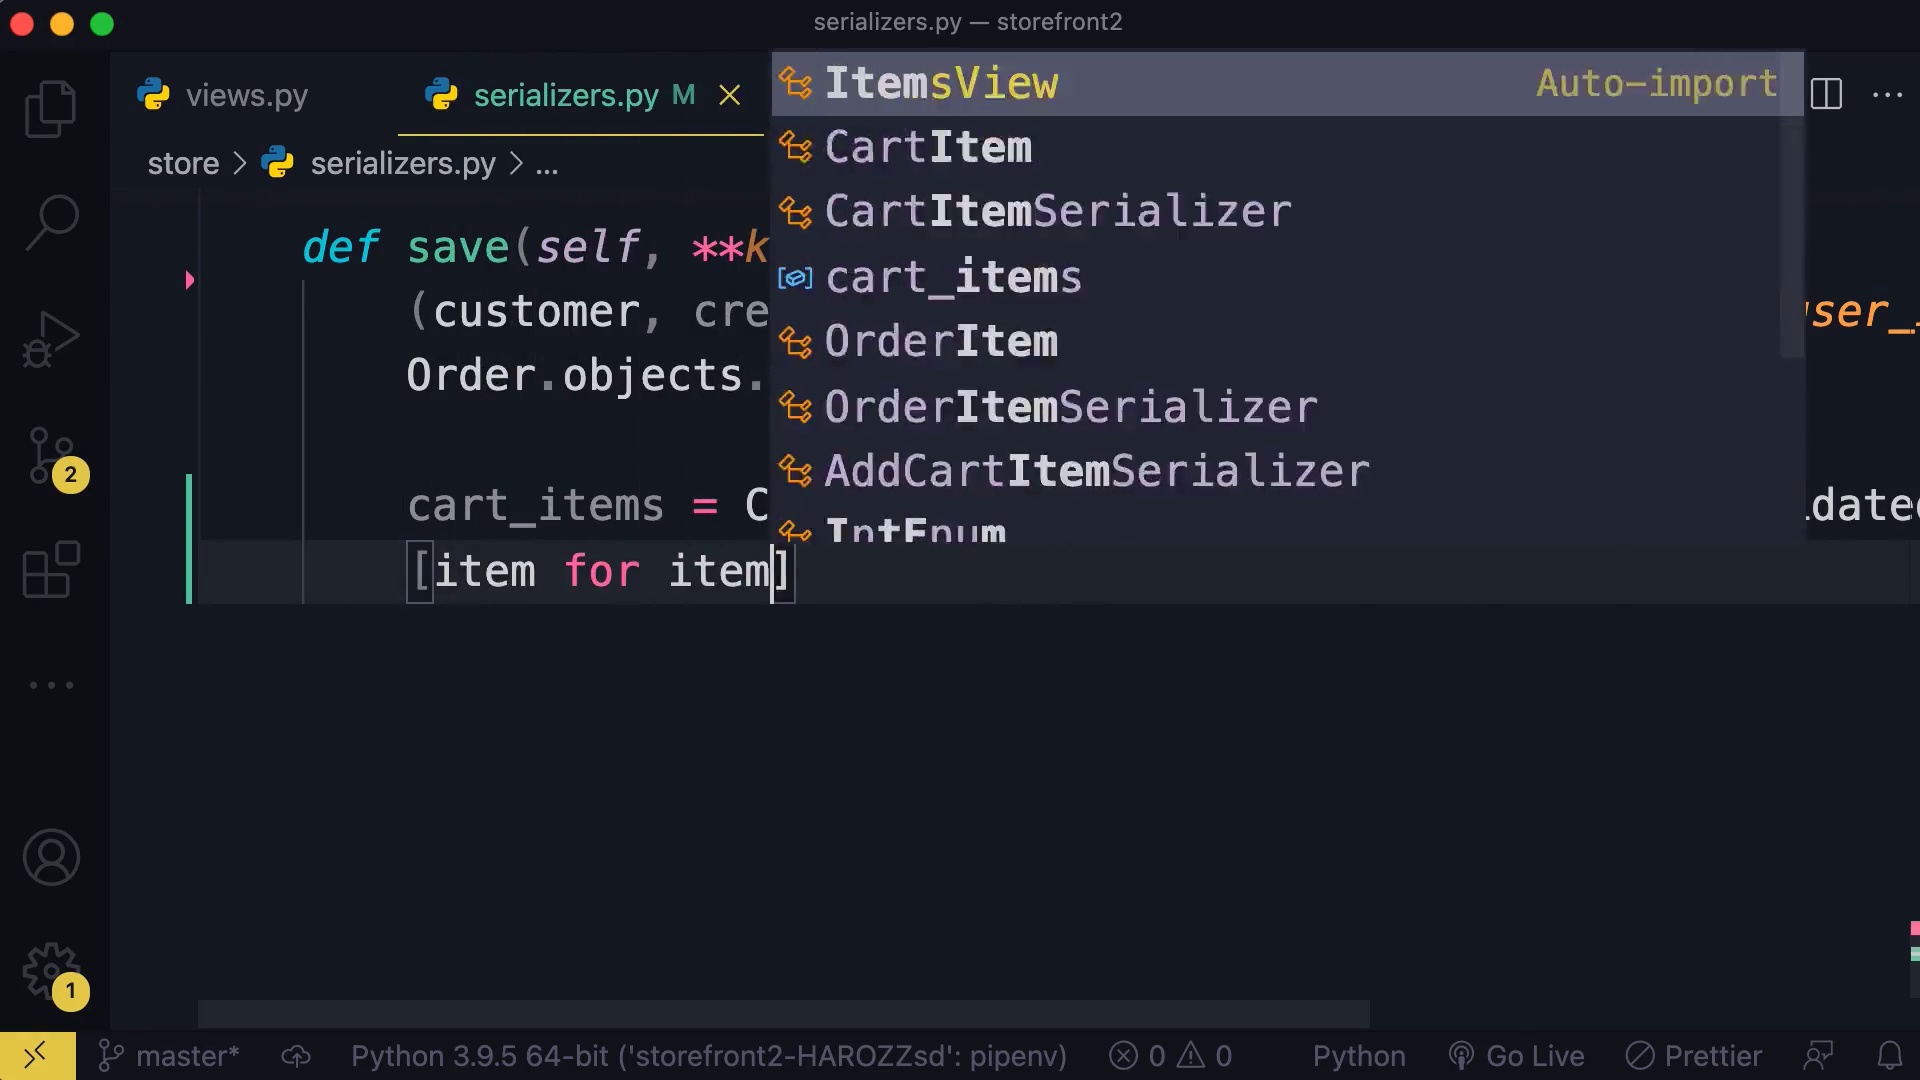 serializers.py — storefront2
views.py
serializers.py M
store > serializers.py > ...
ItemsView Auto-import
CartItem
CartItemSerializer
cart_items
OrderItem
OrderItemSerializer
AddCartItemSerializer
IntEnum
def save(self, **k
(customer, cre
user_i
Order.objects.
cart_items = C
idated
[item for item]
2
1
master*
Python 3.9.5 64-bit ('storefront2-HAROZZsd': pipenv)
0
0
Python
Go Live
Prettier